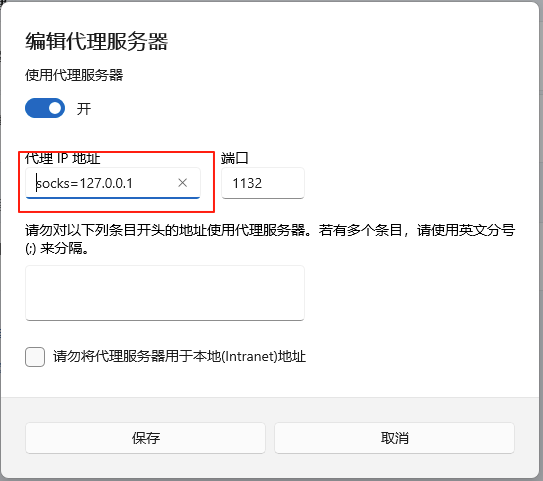 编辑代理服务器
使用代理服务器
开
代理 IP 地址
端口
socks=127.0.0.1
1132
请勿对以下列条目开头的地址使用代理服务器。若有多个条目，请使用英文分号
(;) 来分隔。
请勿将代理服务器用于本地(Intranet)地址
保存
取消